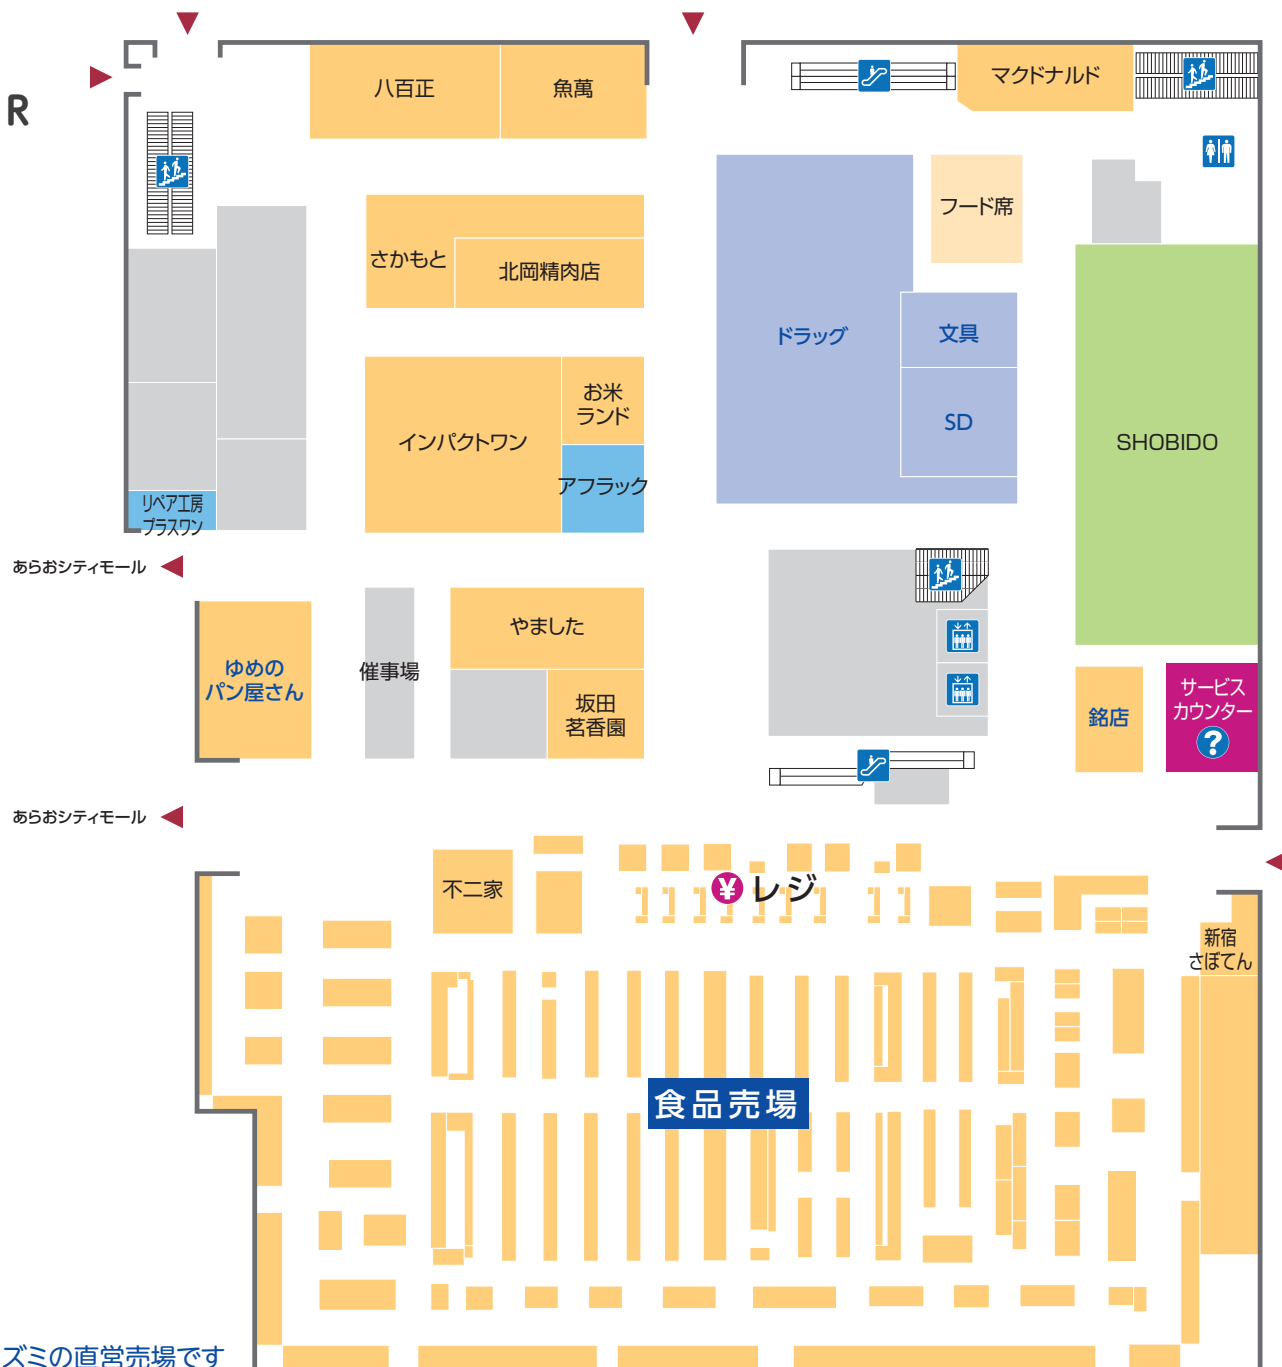 R
八百正
魚萬
マクドナルド
フード席
さかもと
北岡精肉店
ドラッグ
文具
SD
お米
ランド
インパクトワン
アフラック
SHOBIDO
リペア工房
プラスワン
あらおシティモール
やました
ゆめの
パン屋さん
催事場
坂田
茗香園
銘店
サービス
カウンター
?
あらおシティモール
不二家
¥ レジ
新宿
さぼてん
食品売場
ズミの直営売場です